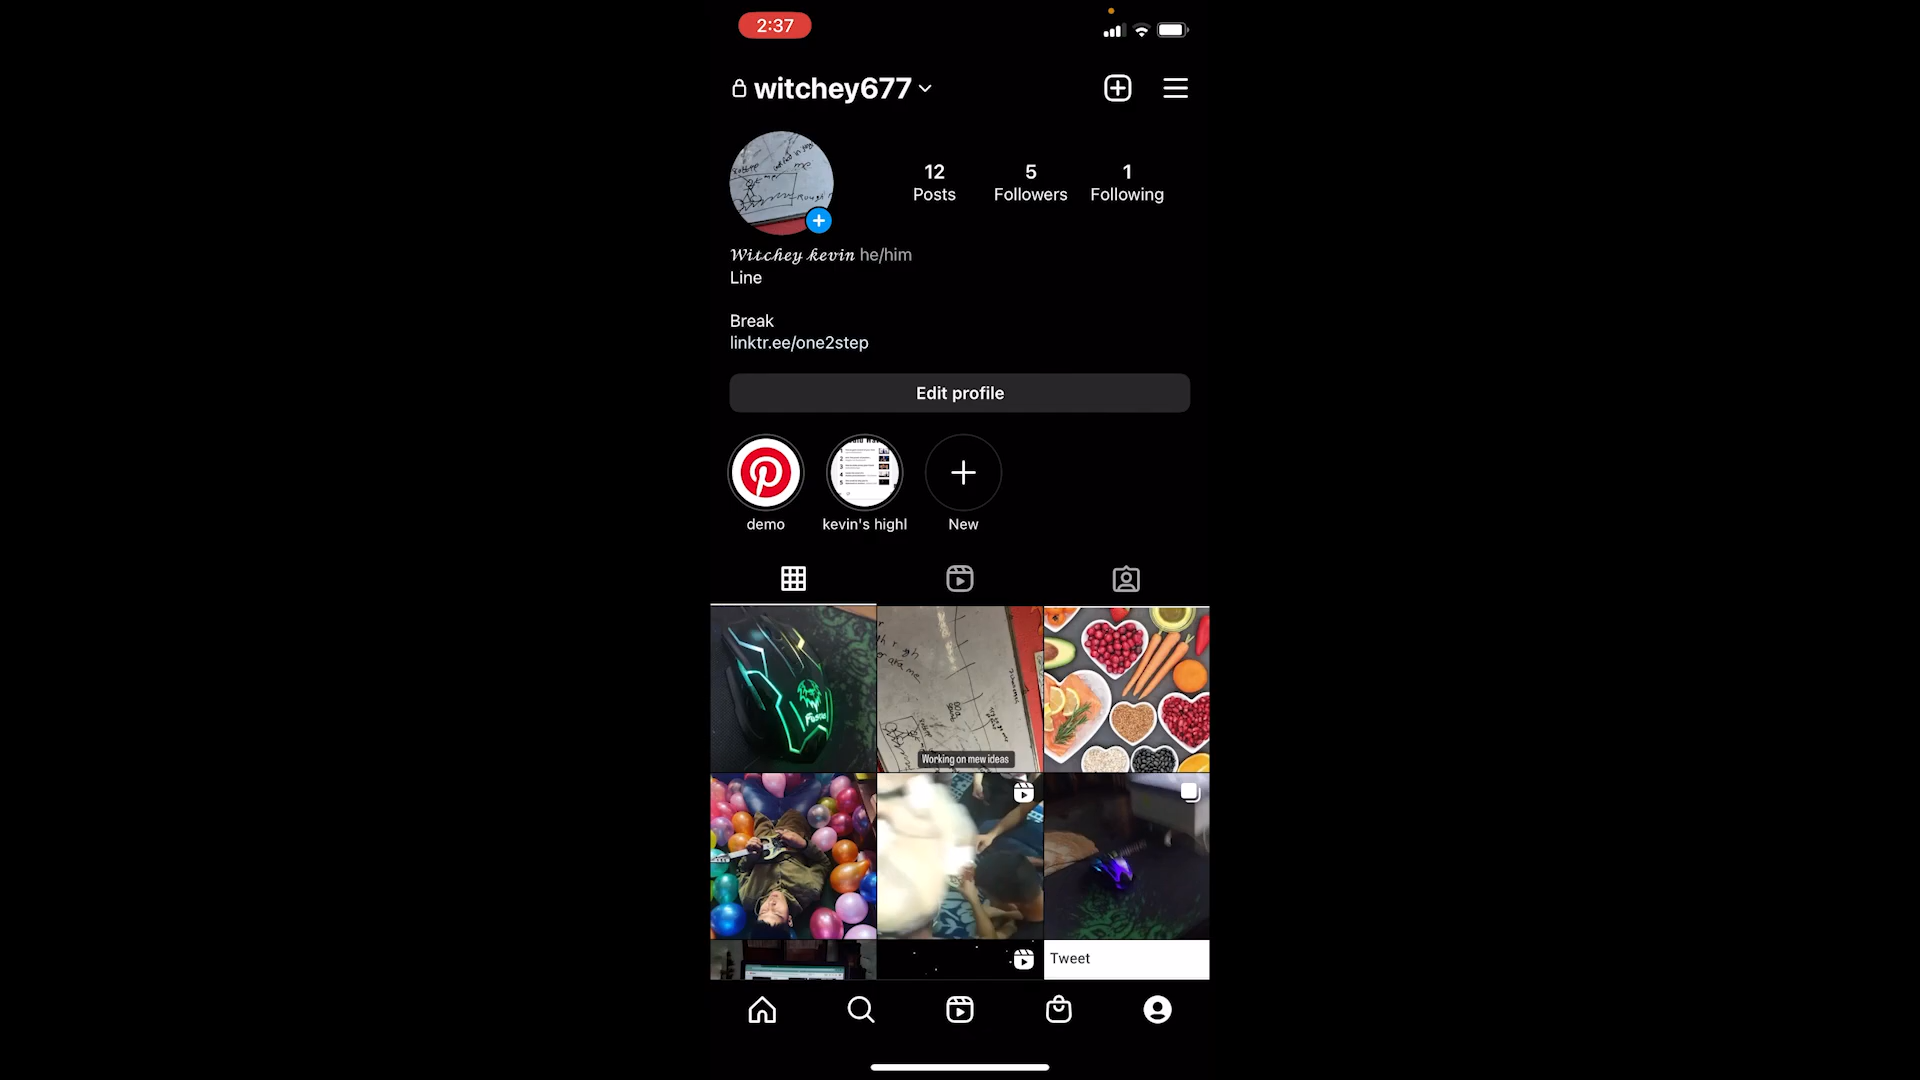 2:37
witchey677
12 5 1
Posts Followers Following
Witchey kevin he/him
Line
Break
linktr.ee/one2step
Edit profile
demo kevin's highl New
Working on mew ideas
Tweet